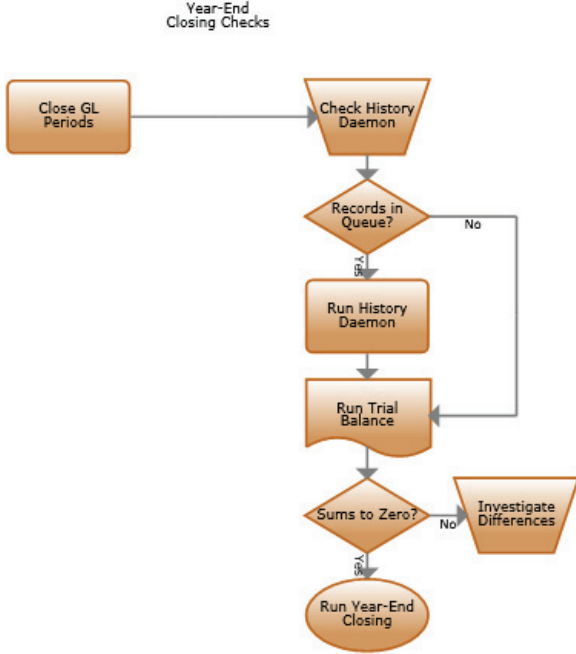 Year-End
Closing Checks
Close GL
Periods
Check History
Daemon
Records in
Queue?
No
Yes
Run History
Daemon
Run Trial
Balance
Sums to Zero?
No
Investigate
Differences
Yes
Run Year-End
Closing